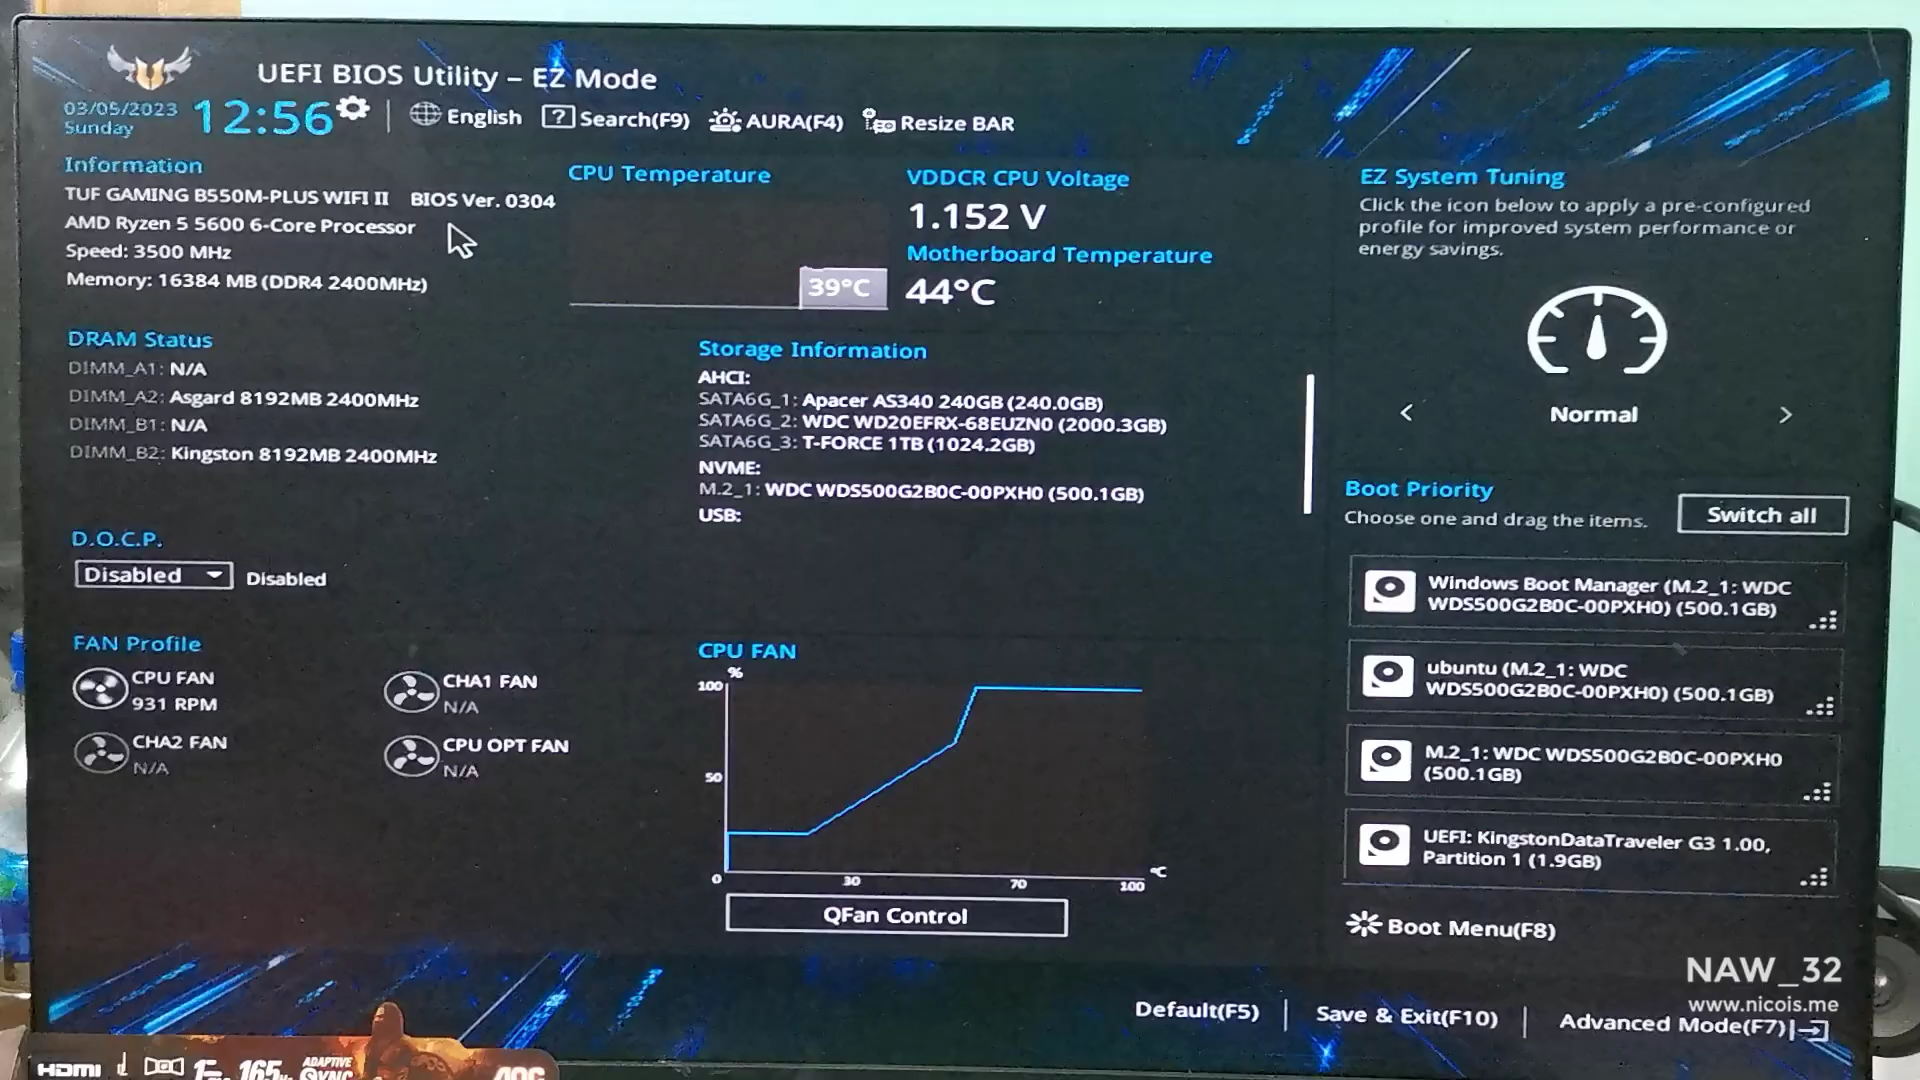 UEFI BIOS Utility – EZ Mode
03/05/2023
Sunday
12:56
English
Search(F9)
AURA(F4)
Resize BAR
Information
TUF GAMING B550M-PLUS WIFI II BIOS Ver. 0304
AMD Ryzen 5 5600 6-Core Processor
Speed: 3500 MHz
Memory: 16384 MB (DDR4 2400MHz)
CPU Temperature
39°C
VDDCR CPU Voltage
1.152 V
Motherboard Temperature
44°C
EZ System Tuning
Click the icon below to apply a pre-configured
profile for improved system performance or
energy savings.
Normal
DRAM Status
DIMM_A1: N/A
DIMM_A2: Asgard 8192MB 2400MHz
DIMM_B1: N/A
DIMM_B2: Kingston 8192MB 2400MHz
Storage Information
AHCI:
SATA6G_1: Apacer AS340 240GB (240.0GB)
SATA6G_2: WDC WD20EFRX-68EUZN0 (2000.3GB)
SATA6G_3: T-FORCE 1TB (1024.2GB)
NVME:
M.2_1: WDC WDS500G2B0C-00PXH0 (500.1GB)
USB:
D.O.C.P.
Disabled
Disabled
Boot Priority
Choose one and drag the items.
Switch all
Windows Boot Manager (M.2_1: WDC
WDS500G2B0C-00PXH0) (500.1GB)
ubuntu (M.2_1: WDC
WDS500G2B0C-00PXH0) (500.1GB)
M.2_1: WDC WDS500G2B0C-00PXH0
(500.1GB)
UEFI: KingstonDataTraveler G3 1.00,
Partition 1 (1.9GB)
Boot Menu(F8)
FAN Profile
CPU FAN
931 RPM
CHA1 FAN
N/A
CHA2 FAN
N/A
CPU OPT FAN
N/A
CPU FAN
%
100
50
0
30
70
100
°C
QFan Control
Default(F5)
Save & Exit(F10)
Advanced Mode(F7)
NAW_32
www.nicois.me
HDMI
165
ADAPTIVE
SYNC
AOC